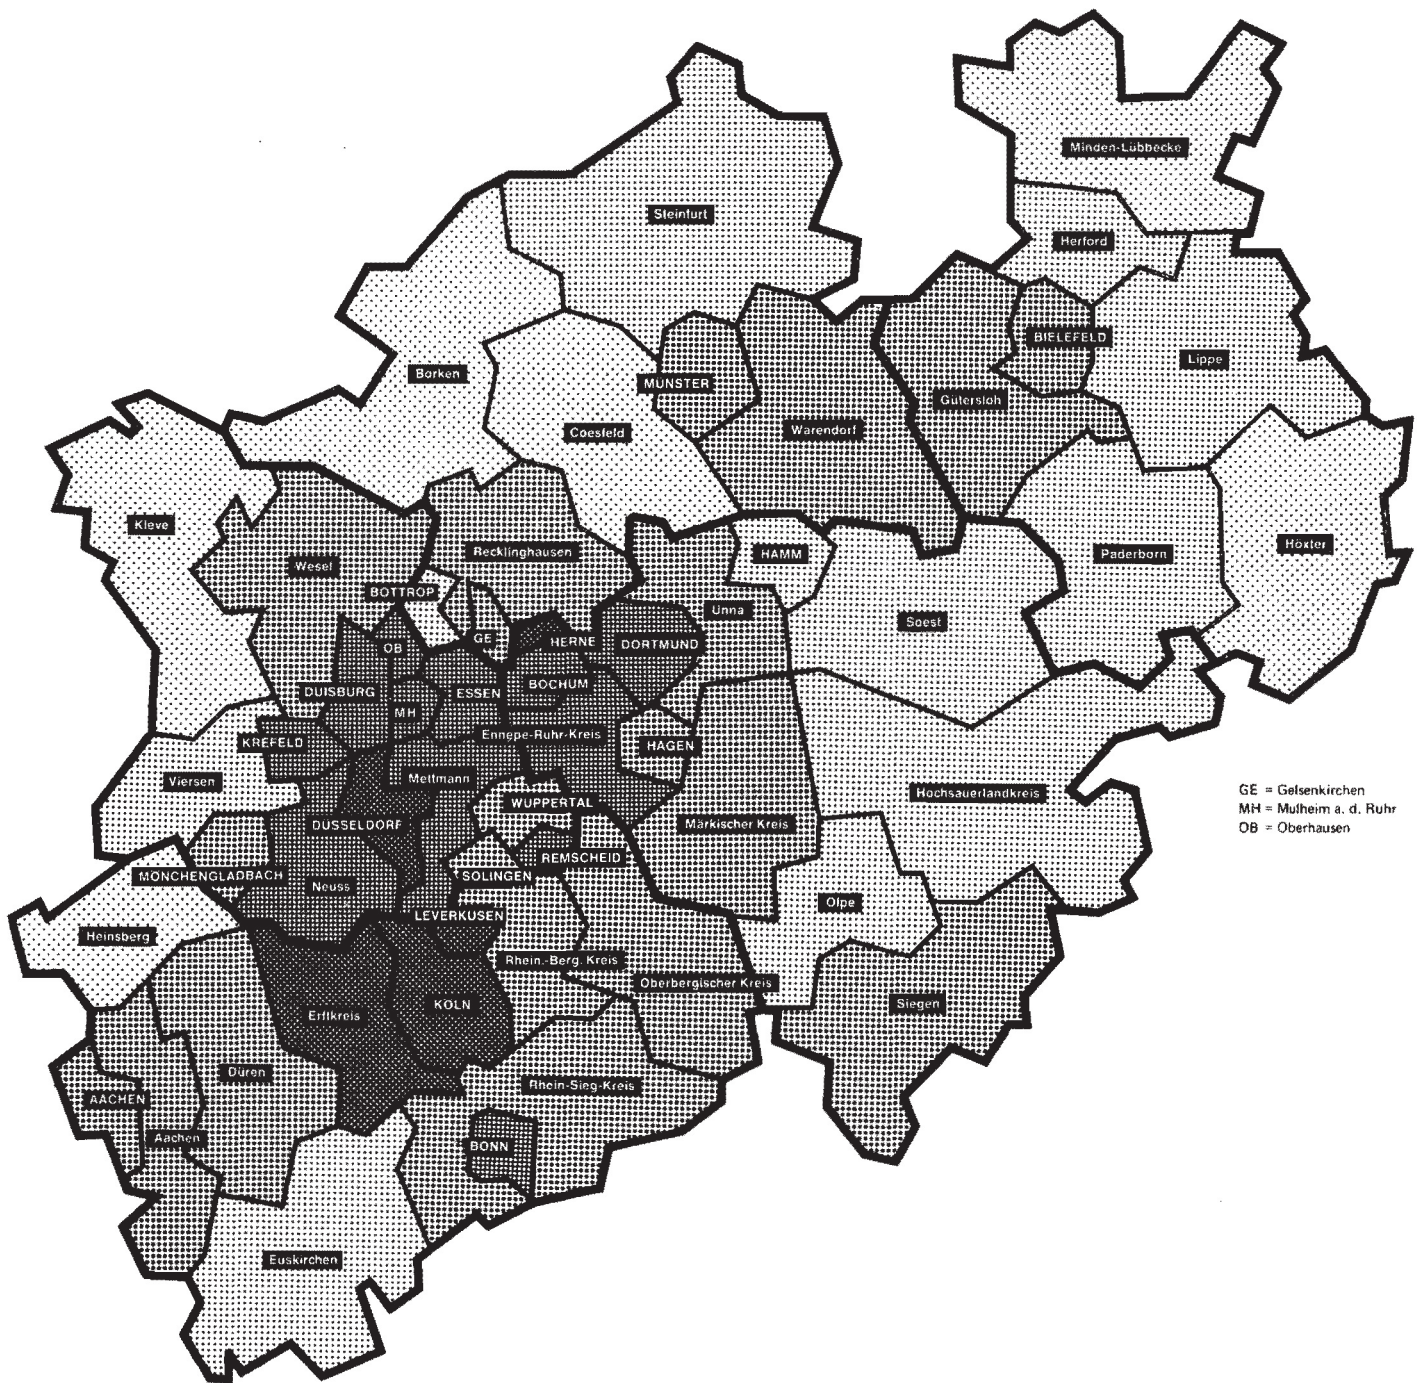 Minden-Lübbecke
Steinfurt
Herford
BIELEFELD
Lippe
Borken
MÜNSTER
Gütersloh
Coesfeld
Warendorf
Kleve
Recklinghausen
HAMM
Paderborn
Höxter
Wesel
BOTTROP
Unna
Soest
GE
HERNE
DORTMUND
OB
DUISBURG
ESSEN
BOCHUM
MH
KREFELD
Ennepe-Ruhr-Kreis
HAGEN
Viersen
Mettmann
Hochsauerlandkreis
GE = Gelsenkirchen
MH = Mulheim a. d. Ruhr
OB = Oberhausen
WUPPERTAL
DÜSSELDORF
Märkischer Kreis
REMSCHEID
MÖNCHENGLADBACH
SOLINGEN
Neuss
Olpe
LEVERKUSEN
Heinsberg
Rhein.-Berg. Kreis
Oberbergischer Kreis
KÖLN
Siegen
Erftkreis
Düren
Rhein-Sieg-Kreis
AACHEN
Aachen
BONN
Euskirchen